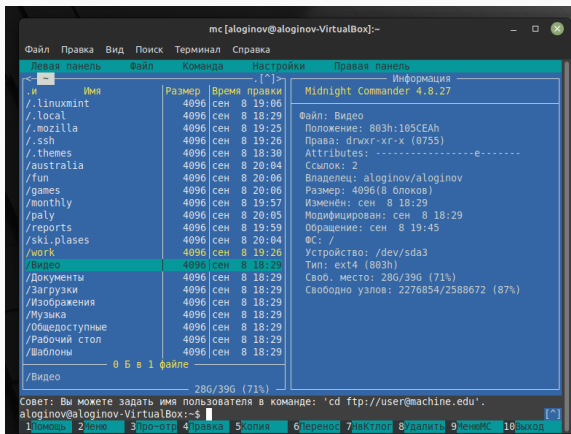 mc [aloginov@aloginov-VirtualBox]:~
Файл Правка Вид Поиск Терминал Справка
Левая панель Файл Команда Настройки Правая панель
<- ~ .[^]>
.и Имя Размер Время правки
/.linuxmint 4096 сен 8 19:06
/.local 4096 сен 8 18:29
/.mozilla 4096 сен 8 19:25
/.ssh 4096 сен 8 19:26
/.themes 4096 сен 8 18:30
/australia 4096 сен 8 20:04
/fun 4096 сен 8 20:06
/games 4096 сен 8 20:06
/monthly 4096 сен 8 19:57
/paly 4096 сен 8 20:05
/reports 4096 сен 8 19:59
/ski.plases 4096 сен 8 20:04
/work 4096 сен 8 19:26
/Видео 4096 сен 8 18:29
/Документы 4096 сен 8 18:29
/Загрузки 4096 сен 8 18:29
/Изображения 4096 сен 8 18:29
/Музыка 4096 сен 8 18:29
/Общедоступные 4096 сен 8 18:29
/Рабочий стол 4096 сен 8 18:29
/Шаблоны 4096 сен 8 18:29
0 Б в 1 файле
/Видео
28G/39G (71%)
Информация
Midnight Commander 4.8.27
Файл: Видео
Положение: 803h:105CEAh
Права: drwxr-xr-x (0755)
Attributes: -----------------e-------
Ссылок: 2
Владелец: aloginov/aloginov
Размер: 4096(8 блоков)
Изменён: сен 8 18:29
Модифицирован: сен 8 18:29
Обращение: сен 8 19:45
ФС: /
Устройство: /dev/sda3
Тип: ext4 (803h)
Своб. место: 28G/39G (71%)
Свободно узлов: 2276854/2588672 (87%)
Совет: Вы можете задать имя пользователя в команде: 'cd ftp://user@machine.edu'.
aloginov@aloginov-VirtualBox:~$ [^]
1Помощь 2Меню 3Про~отр 4Правка 5Копия 6Перенос 7НвКтлог 8Удалить 9МенюМС 10Выход